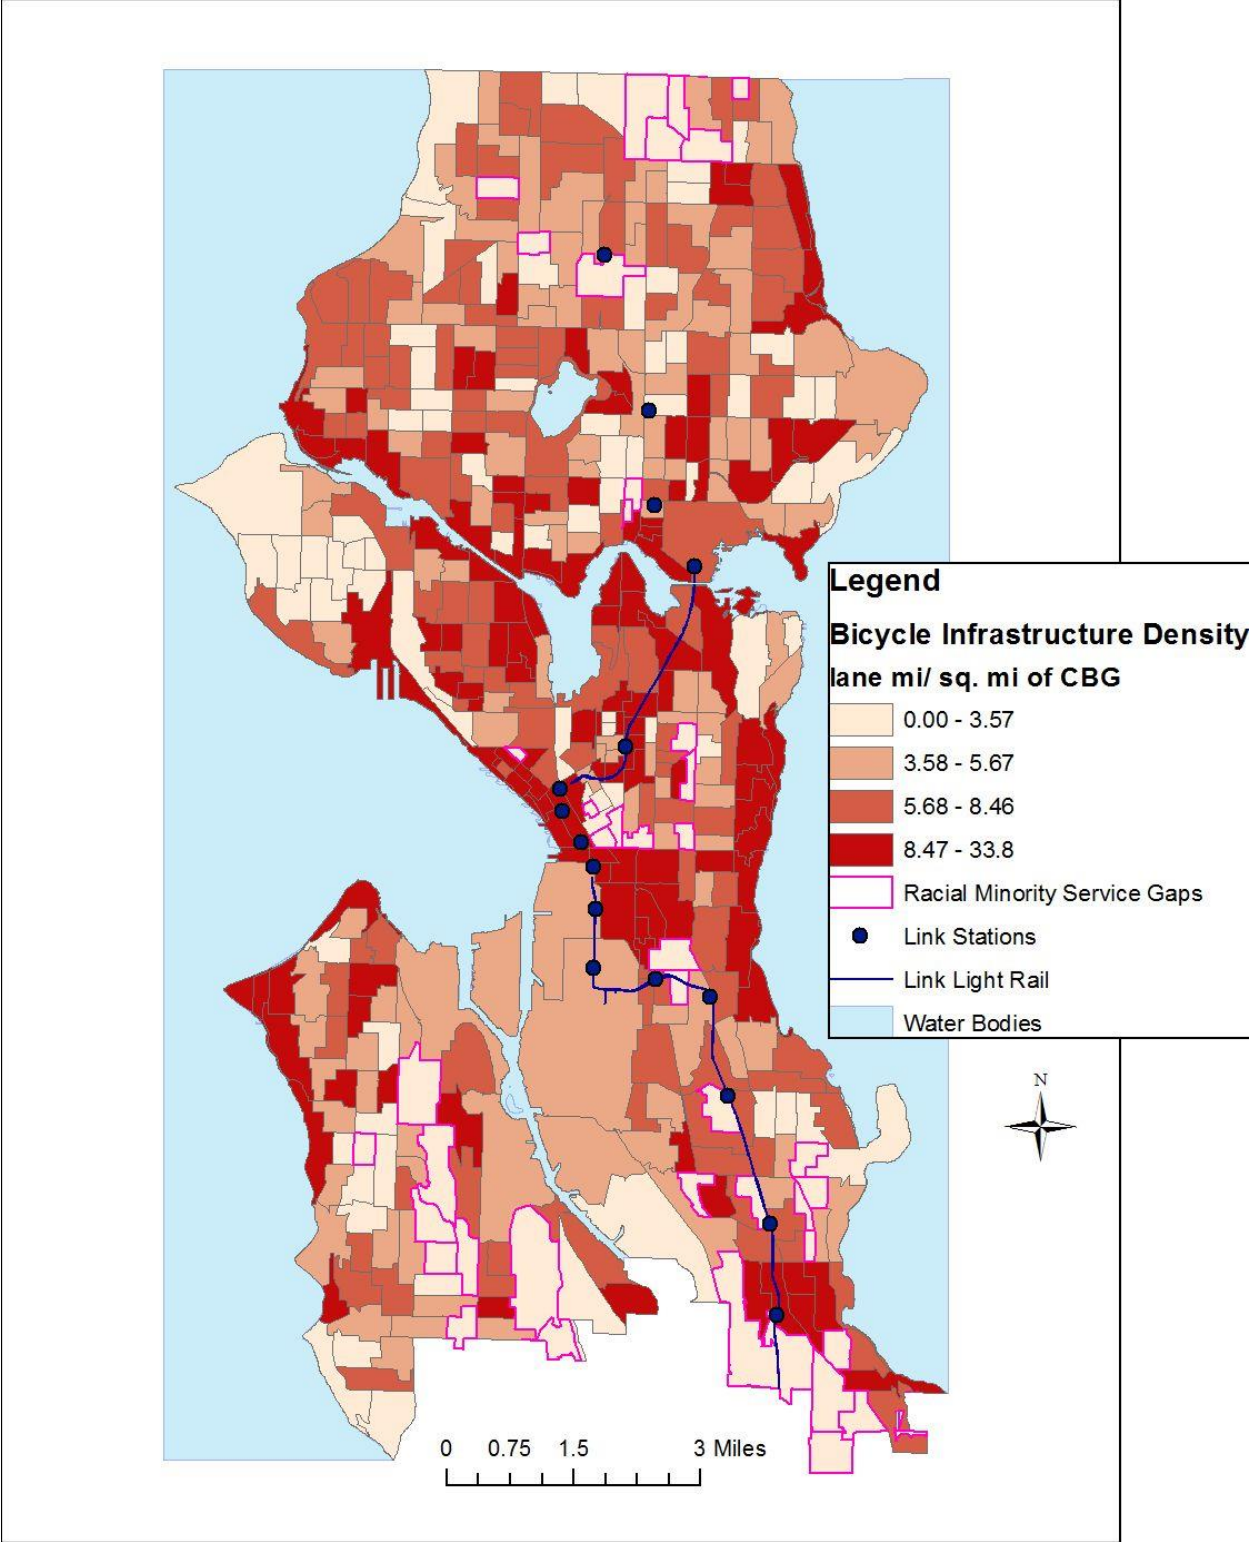 Legend
Bicycle Infrastructure Density
lane mi/ sq. mi of CBG
0.00 - 3.57
3.58 - 5.67
5.68 - 8.46
8.47 - 33.8
Racial Minority Service Gaps
Link Stations
Link Light Rail
Water Bodies
N
0 0.75 1.5 3 Miles